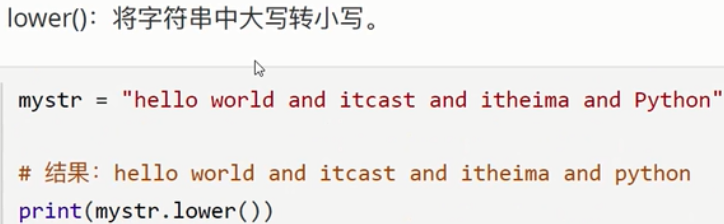 lower()：将字符串中大写转小写。
mystr = "hello world and itcast and itheima and Python"
# 结果：hello world and itcast and itheima and python
print(mystr.lower())